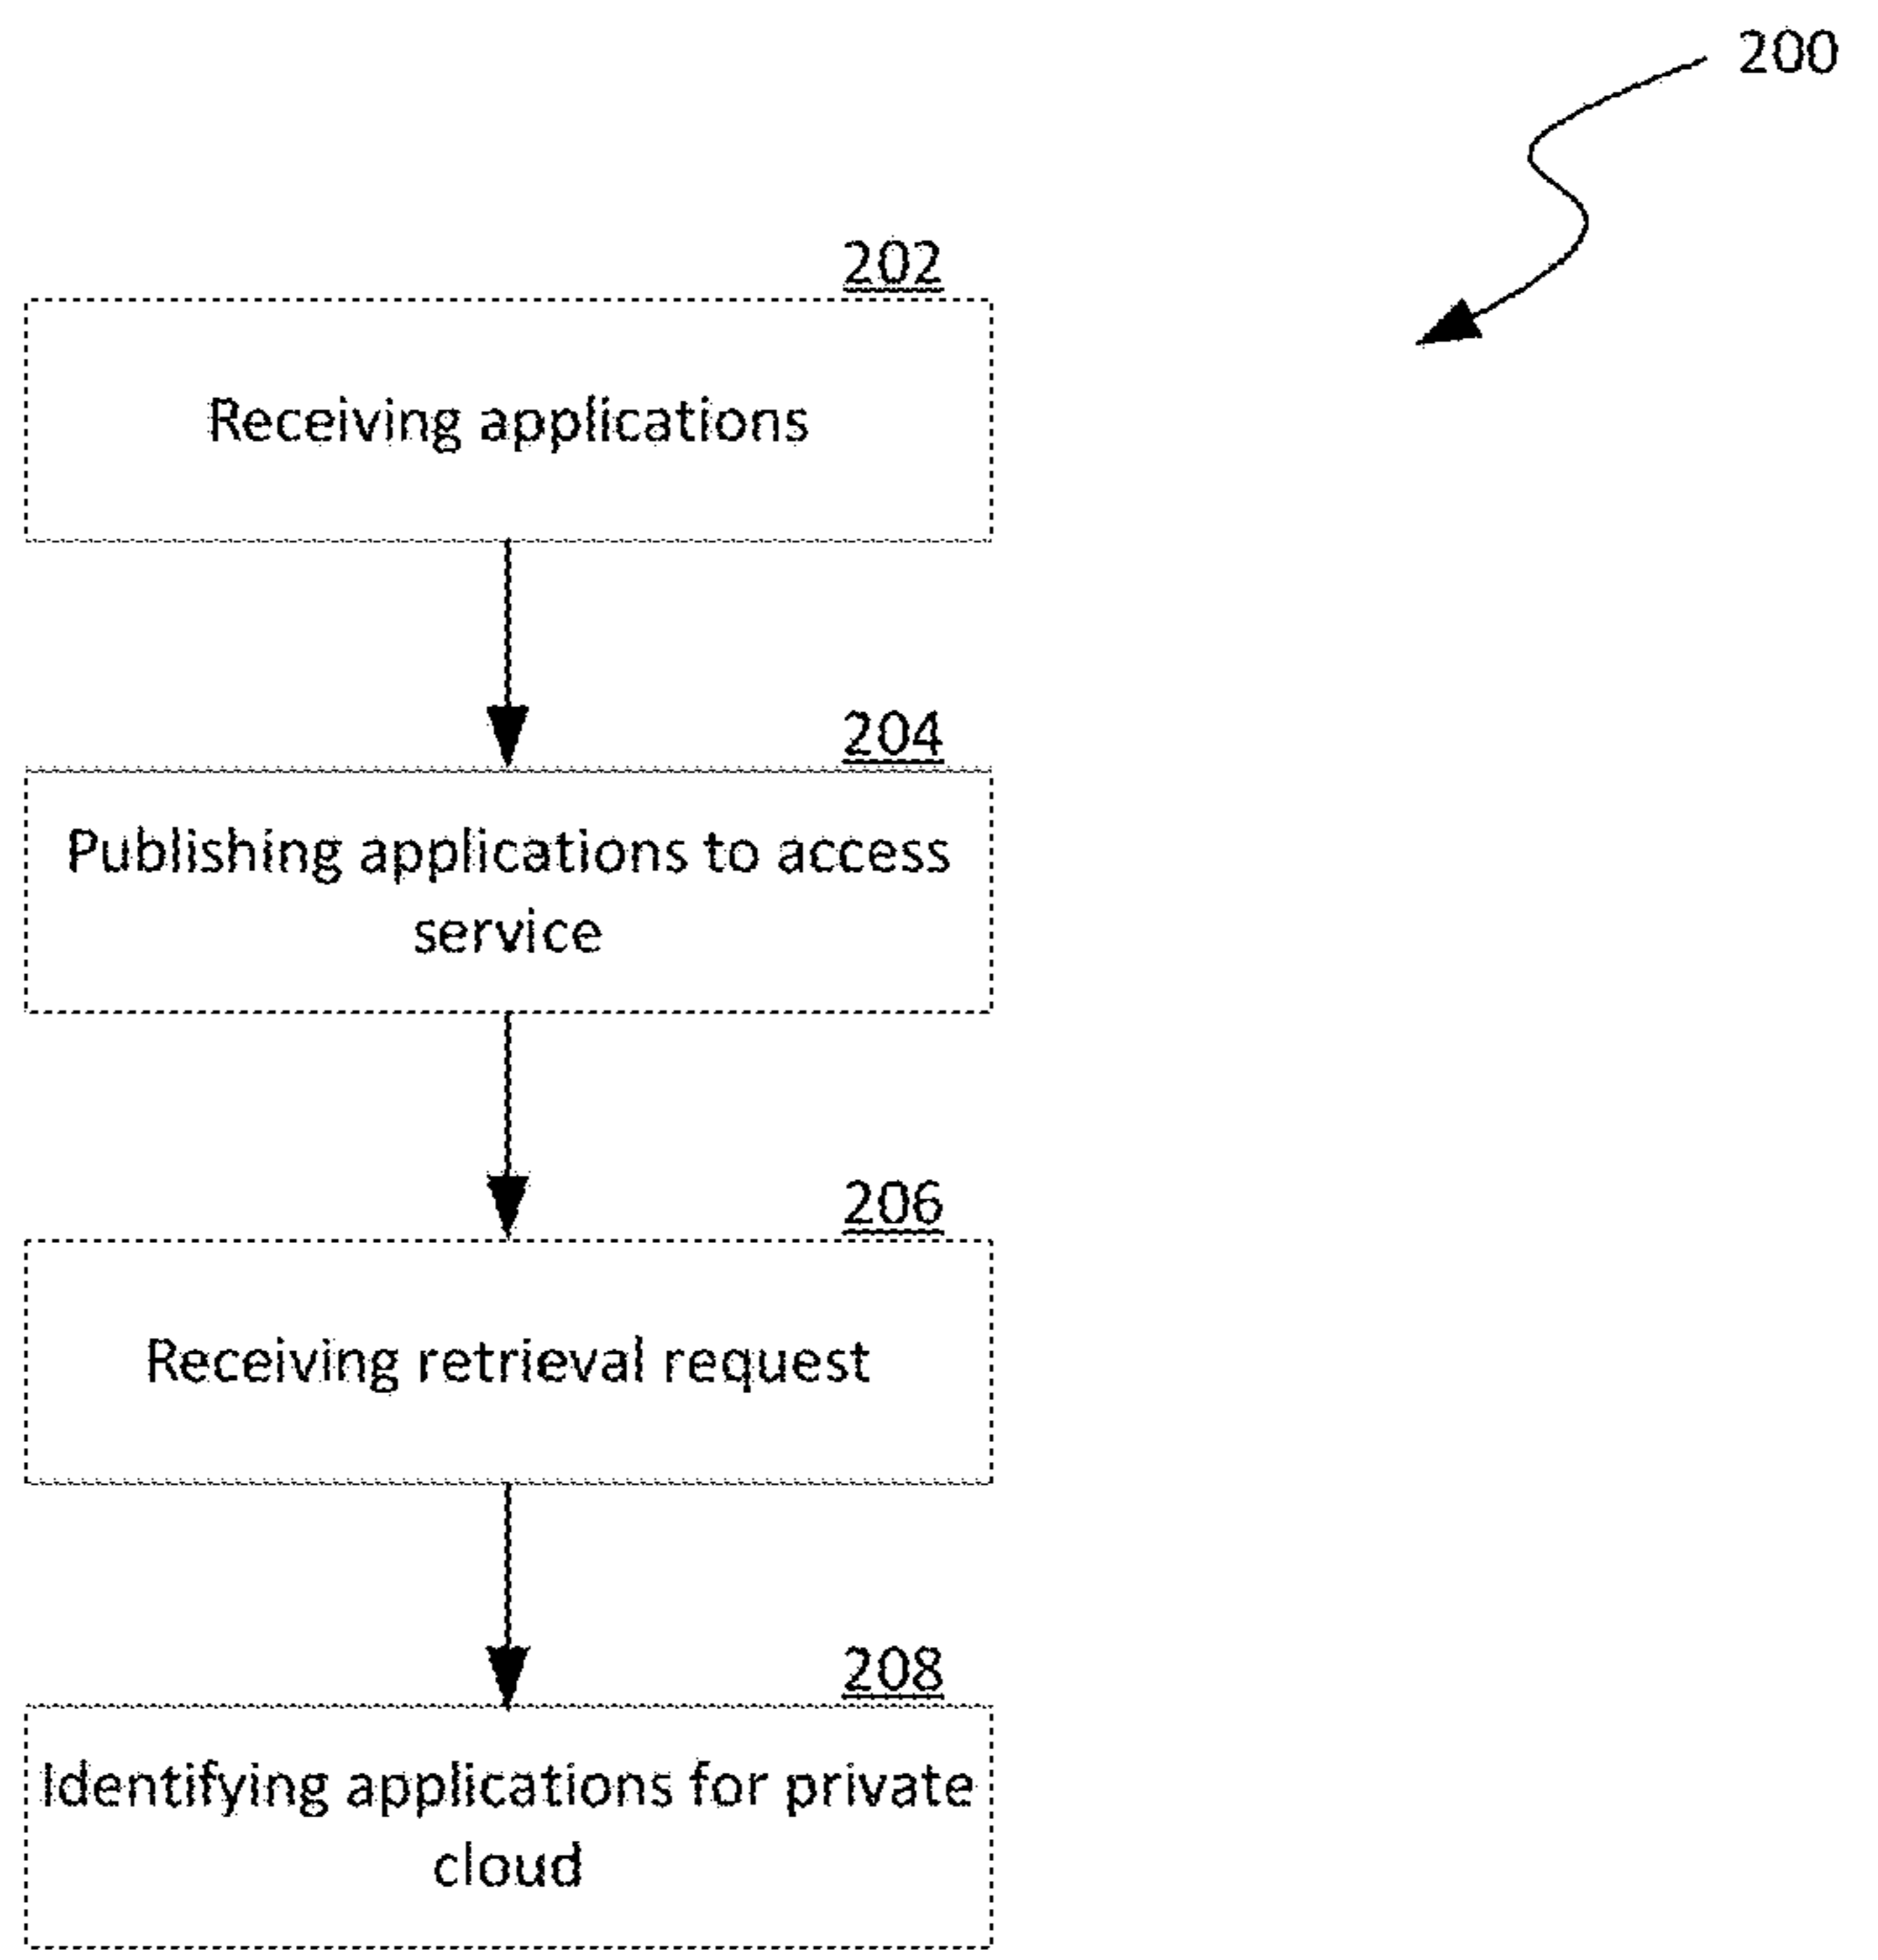 200
202
Receiving applications
204
Publishing applications to access
service
206
Receiving retrieval request
208
Identifying applications for private
cloud